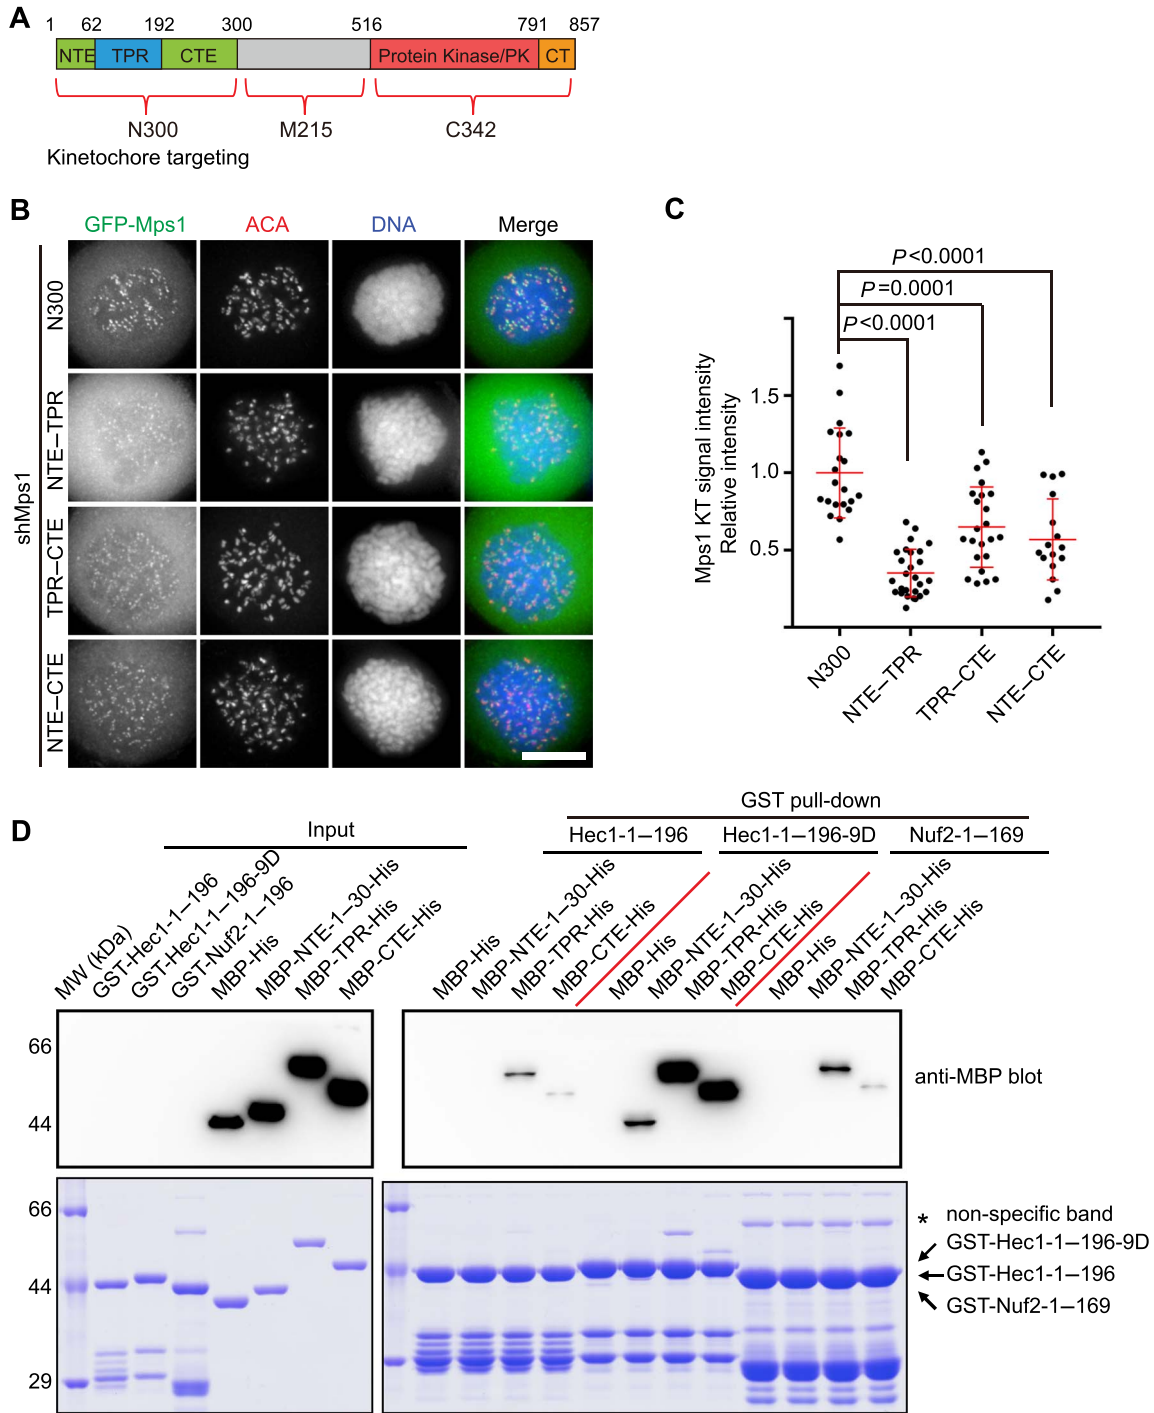 A
1 62 192 300 516 791 857
NTE TPR CTE Protein Kinase/PK CT
N300 M215 C342
Kinetochore targeting
B
GFP-Mps1 ACA DNA Merge
shMps1
N300
NTE–TPR
TPR–CTE
NTE–CTE
C
P<0.0001
P=0.0001
P<0.0001
Mps1 KT signal intensity
Relative intensity
1.5
1.0
0.5
N300 NTE–TPR TPR–CTE NTE–CTE
D
GST pull-down
Input Hec1-1–196 Hec1-1–196-9D Nuf2-1–169
MW (kDa)
GST-Hec1-1–196
GST-Hec1-1–196-9D
GST-Nuf2-1–196
MBP-His
MBP-NTE-1–30-His
MBP-TPR-His
MBP-CTE-His
MBP-His
MBP-NTE-1–30-His
MBP-TPR-His
MBP-CTE-His
MBP-His
MBP-NTE-1–30-His
MBP-TPR-His
MBP-CTE-His
MBP-His
MBP-NTE-1–30-His
MBP-TPR-His
MBP-CTE-His
66
44
anti-MBP blot
66
44
29
* non-specific band
GST-Hec1-1–196-9D
GST-Hec1-1–196
GST-Nuf2-1–169